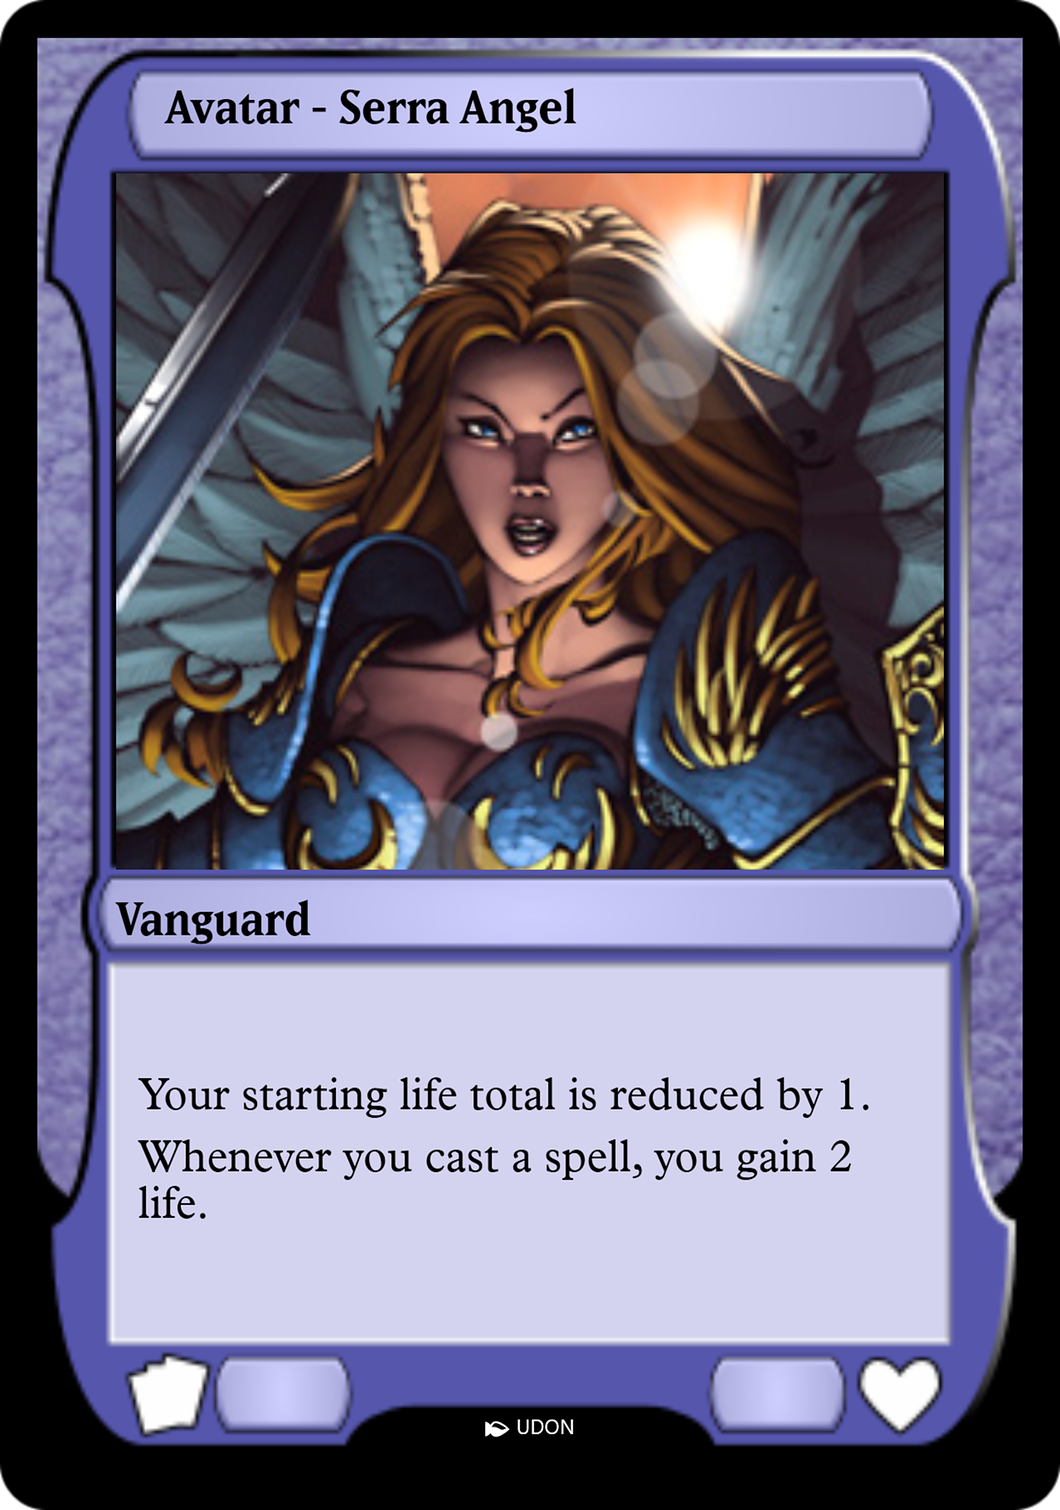 Avatar - Serra Angel
Vanguard
Your starting life total is reduced by 1.
Whenever you cast a spell, you gain 2
life.
UDON